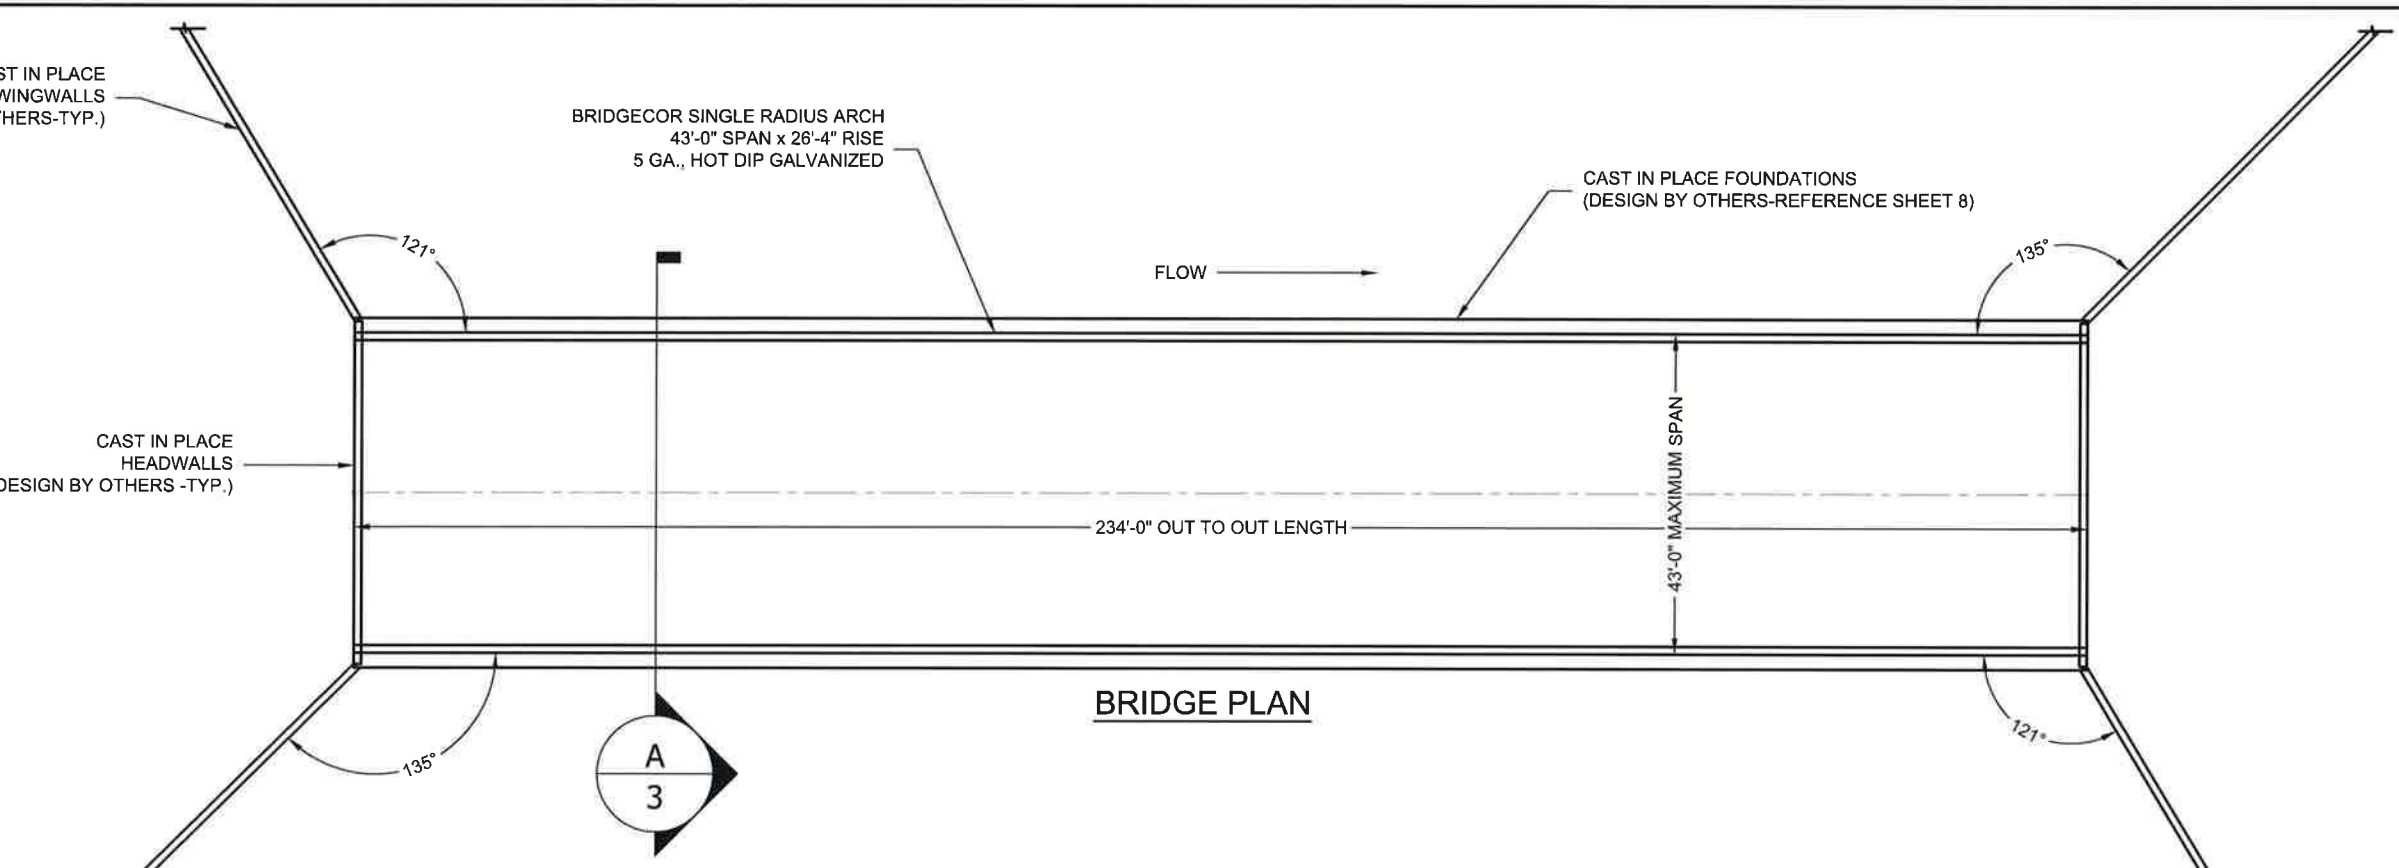 ST IN PLACE
WINGWALLS
THERS-TYP.)
BRIDGECOR SINGLE RADIUS ARCH
43'-0" SPAN x 26'-4" RISE
5 GA., HOT DIP GALVANIZED
CAST IN PLACE FOUNDATIONS
(DESIGN BY OTHERS-REFERENCE SHEET 8)
121°
FLOW
135°
CAST IN PLACE
HEADWALLS
DESIGN BY OTHERS -TYP.)
43'-0" MAXIMUM SPAN
234'-0" OUT TO OUT LENGTH
BRIDGE PLAN
135°
A
3
121°